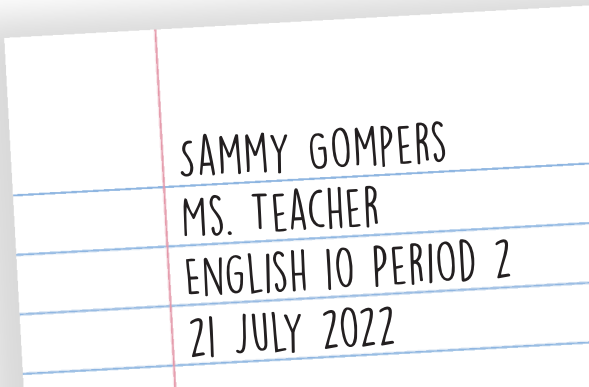 SAMMY GOMPERS
MS. TEACHER
ENGLISH 10 PERIOD 2
21 JULY 2022